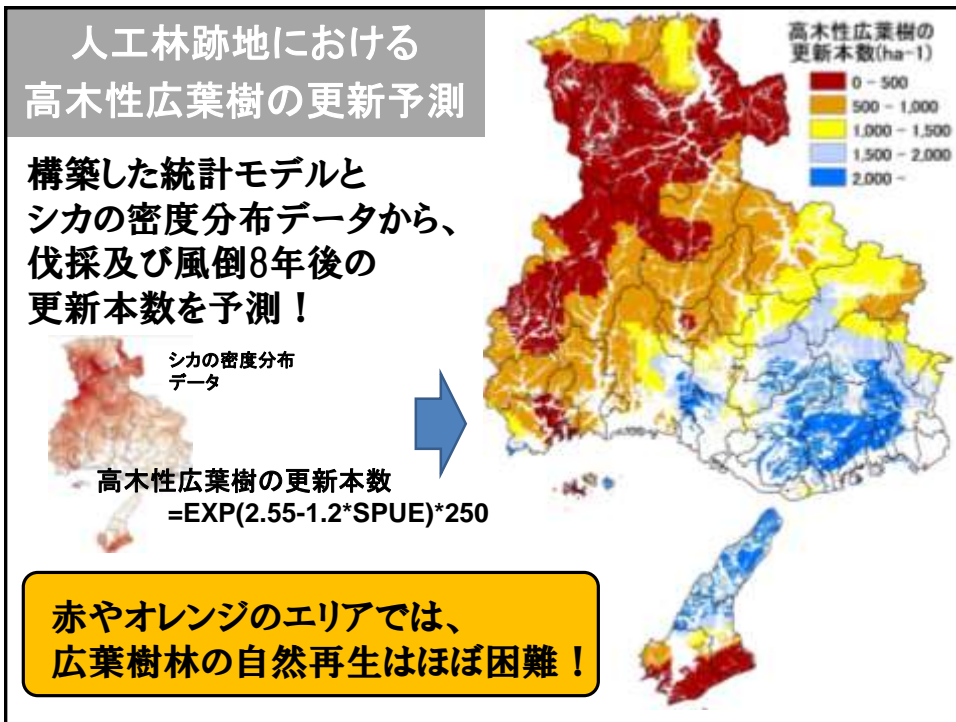 人工林跡地における
高木性広葉樹の更新予測
構築した統計モデルと
シカの密度分布データから、
伐採及び風倒8年後の
更新本数を予測！
シカの密度分布
データ
高木性広葉樹の更新本数
=EXP(2.55-1.2*SPUE)*250
赤やオレンジのエリアでは、
広葉樹林の自然再生はほぼ困難！
高木性広葉樹の
更新本数(ha-1)
0 - 500
500 - 1,000
1,000 - 1,500
1,500 - 2,000
2,000 -